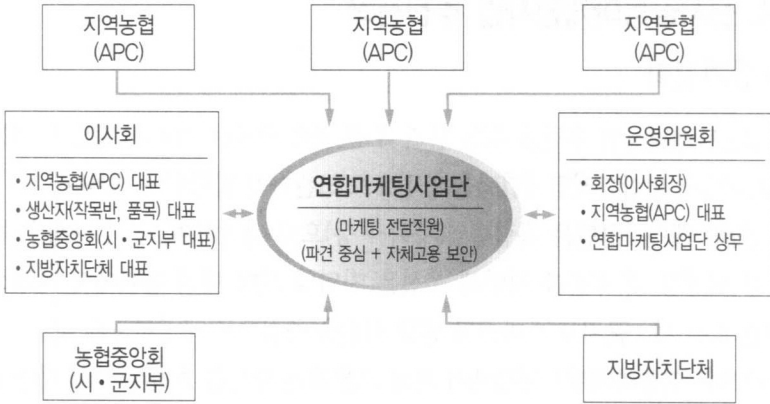 지역농협
(APC)
지역농협
(APC)
지역농협
(APC)
이사회
• 지역농협(APC) 대표
• 생산자(작목반, 품목) 대표
• 농협중앙회(시・군지부 대표)
• 지방자치단체 대표
연합마케팅사업단
(마케팅 전담직원)
(파견 중심 + 자체고용 보안)
운영위원회
• 회장(이사회장)
• 지역농협(APC) 대표
• 연합마케팅사업단 상무
농협중앙회
(시・군지부)
지방자치단체